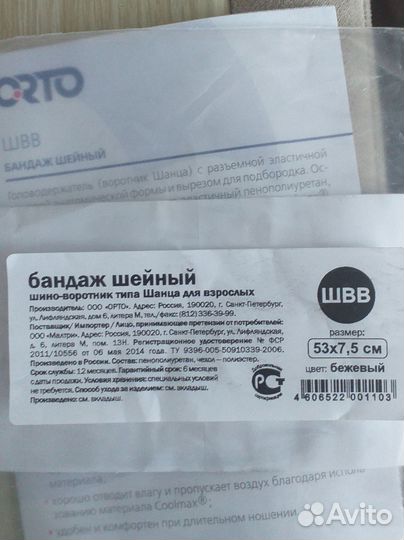 ORTO
ШВВ
БАНДАЖ ШЕЙНЫЙ
Головодержатель (воротник Шанца) с разъемной эластичной
формы и вырезом для подбородка. Ос-
пенополиуретан,
бандаж шейный
шино-воротник типа Шанца для взрослых
Производитель: ООО «ОРТО». Адрес: Россия, 190020, г. Санкт-Петербург,
ул. Лифляндская, дом 6, литера М, тел./факс: (812) 336-39-99.
Поставщик/ Импортер / Лицо, принимающее претензии от потребителей:
ООО «Малтри». Адрес: Россия, 190020, г. Санкт-Петербург, ул. Лифляндская,
д. 6, литера М, пом. 13Н. Регистрационное удостоверение № ФСР
2011/10556 от 06 мая 2014 года. ТУ 9396-005-50910339-2006.
Произведено в России. Состав: пенополиуретан, чехол – полиэстер.
Срок службы: 12 месяцев. Гарантийный срок: 6 месяцев
с даты продажи. Условия хранения: специальных условий
не требуется. Способ ухода за изделием: см. вкладыш.
Показания: см. вкладыш.
ШВВ
размер:
53x7,5 см
цвет: бежевый
4 606522 001103
материала;
• хорошо отводит влагу и пропускает воздух благодаря исполь
зованию материала Coolmax®;
• удобен и комфортен при длительном ношении
Avito